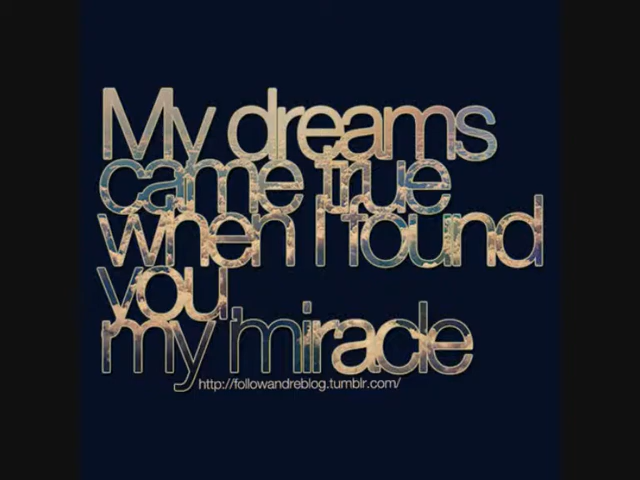 My dreams
came true
when I found
you,
my miracle
http://followandreblog.tumblr.com/